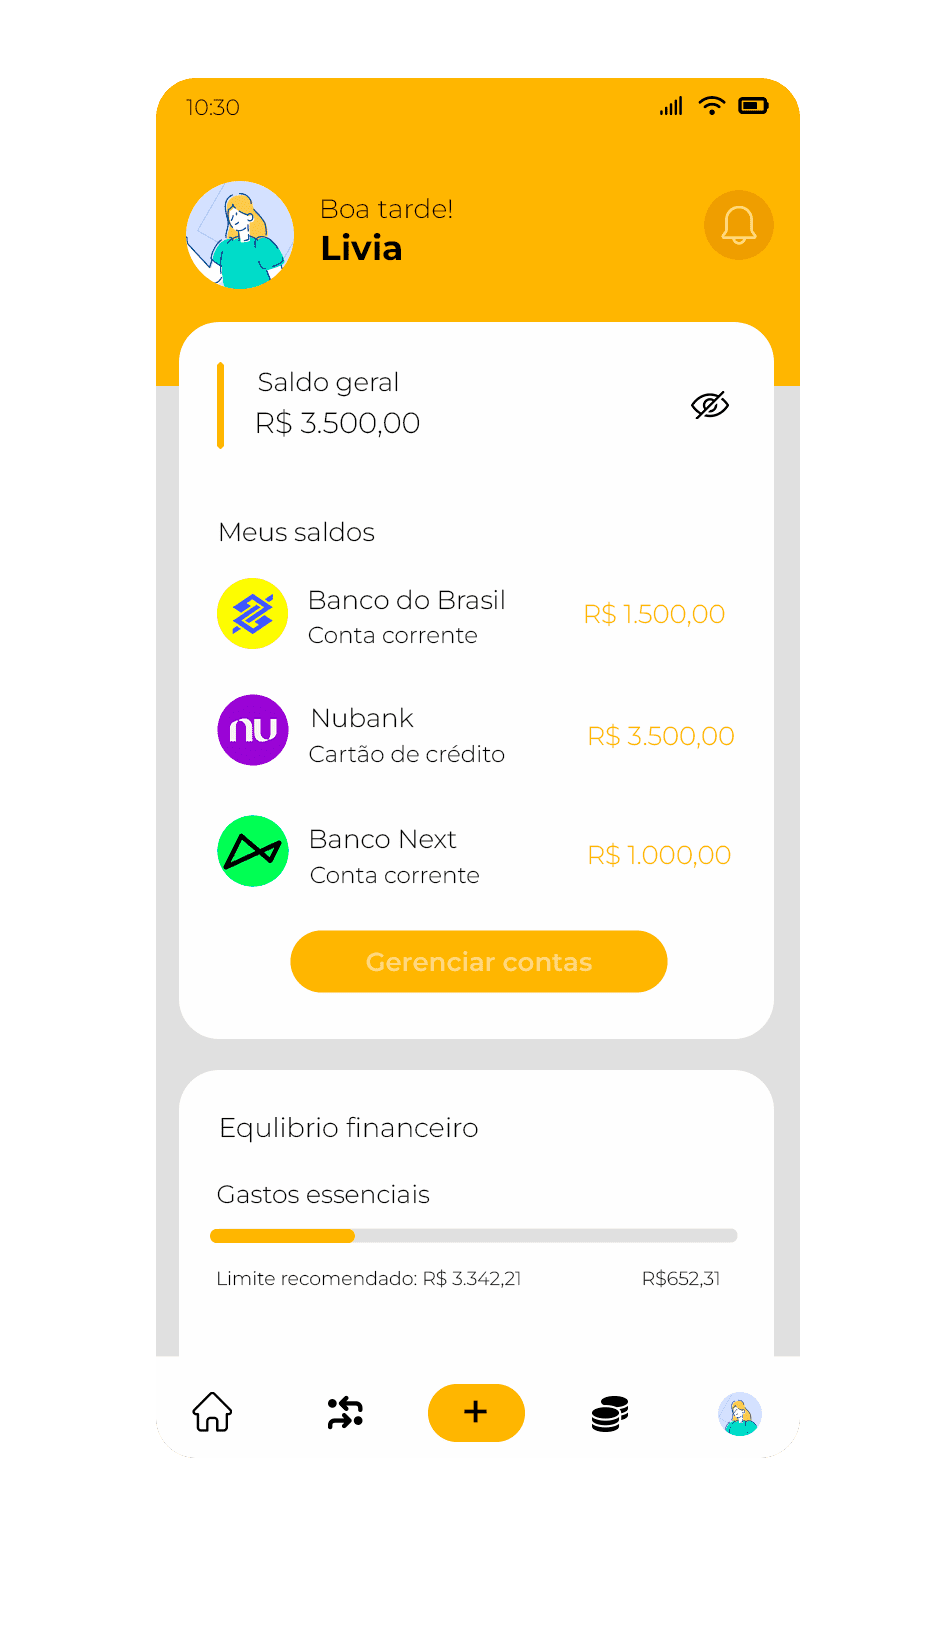 10:30
Boa tarde!
Livia
Saldo geral
R$ 3.500,00
Meus saldos
Banco do Brasil
Conta corrente
R$ 1.500,00
nu
Nubank
Cartão de crédito
R$ 3.500,00
Banco Next
Conta corrente
R$ 1.000,00
Gerenciar contas
Equlibrio financeiro
Gastos essenciais
Limite recomendado: R$ 3.342,21
R$652,31
+